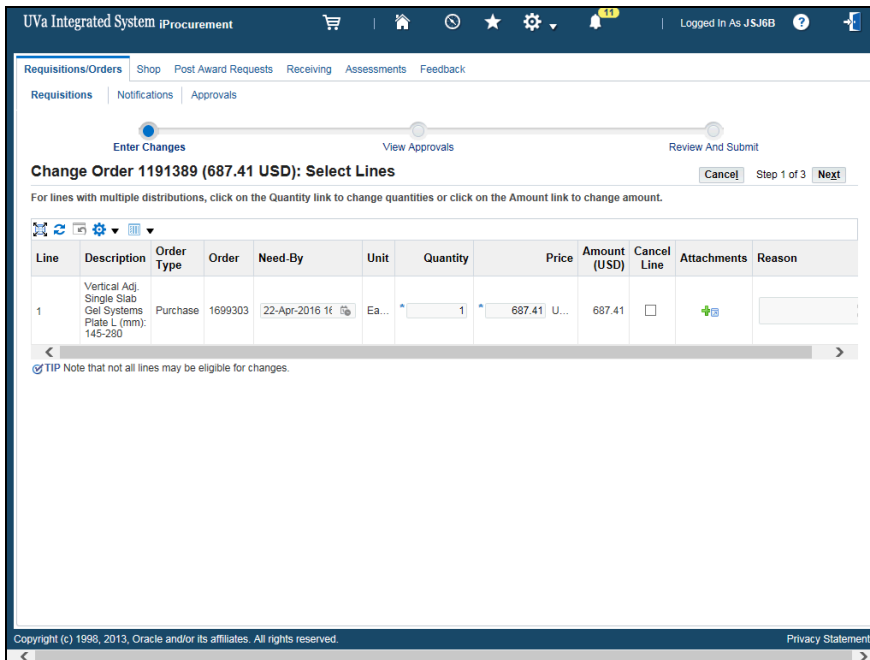 UVa Integrated System iProcurement
11
Logged In As JSJ6B
?
Requisitions/Orders Shop Post Award Requests Receiving Assessments Feedback
Requisitions Notifications Approvals
Enter Changes View Approvals Review And Submit
Change Order 1191389 (687.41 USD): Select Lines
Cancel Step 1 of 3 Next
For lines with multiple distributions, click on the Quantity link to change quantities or click on the Amount link to change amount.
Line Description Order Type Order Need-By Unit Quantity Price Amount (USD) Cancel Line Attachments Reason
1 Vertical Adj. Single Slab Gel Systems Plate L (mm): 145-280 Purchase 1699303 22-Apr-2016 16 Ea... * 1 * 687.41 U... 687.41
TIP Note that not all lines may be eligible for changes.
Copyright (c) 1998, 2013, Oracle and/or its affiliates. All rights reserved.
Privacy Statement